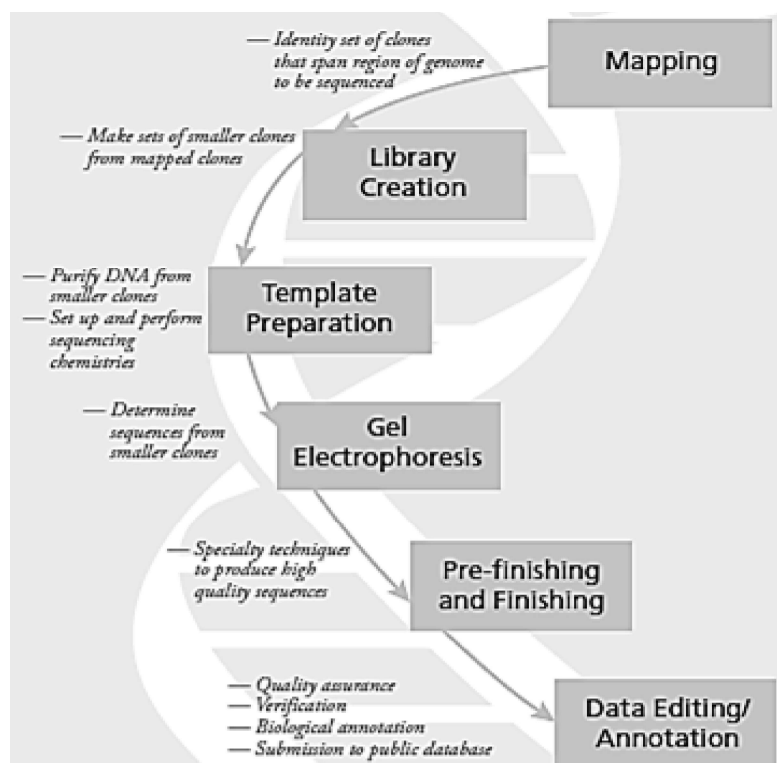 — Identity set of clones
that span region of genome
to be sequenced
Mapping
— Make sets of smaller clones
from mapped clones
Library
Creation
— Purify DNA from
smaller clones
— Set up and perform
sequencing
chemistries
Template
Preparation
— Determine
sequences from
smaller clones
Gel
Electrophoresis
— Specialty techniques
to produce high
quality sequences
Pre-finishing
and Finishing
— Quality assurance
— Verification
— Biological annotation
— Submission to public database
Data Editing/
Annotation